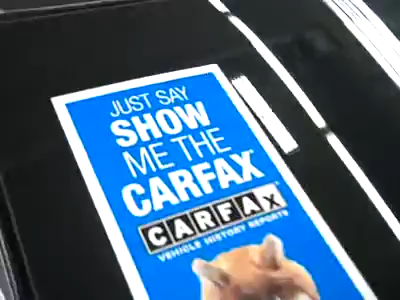 JUST SAY
SHOW
ME THE
CARFAX
CARFAX
VEHICLE HISTORY REPORTS